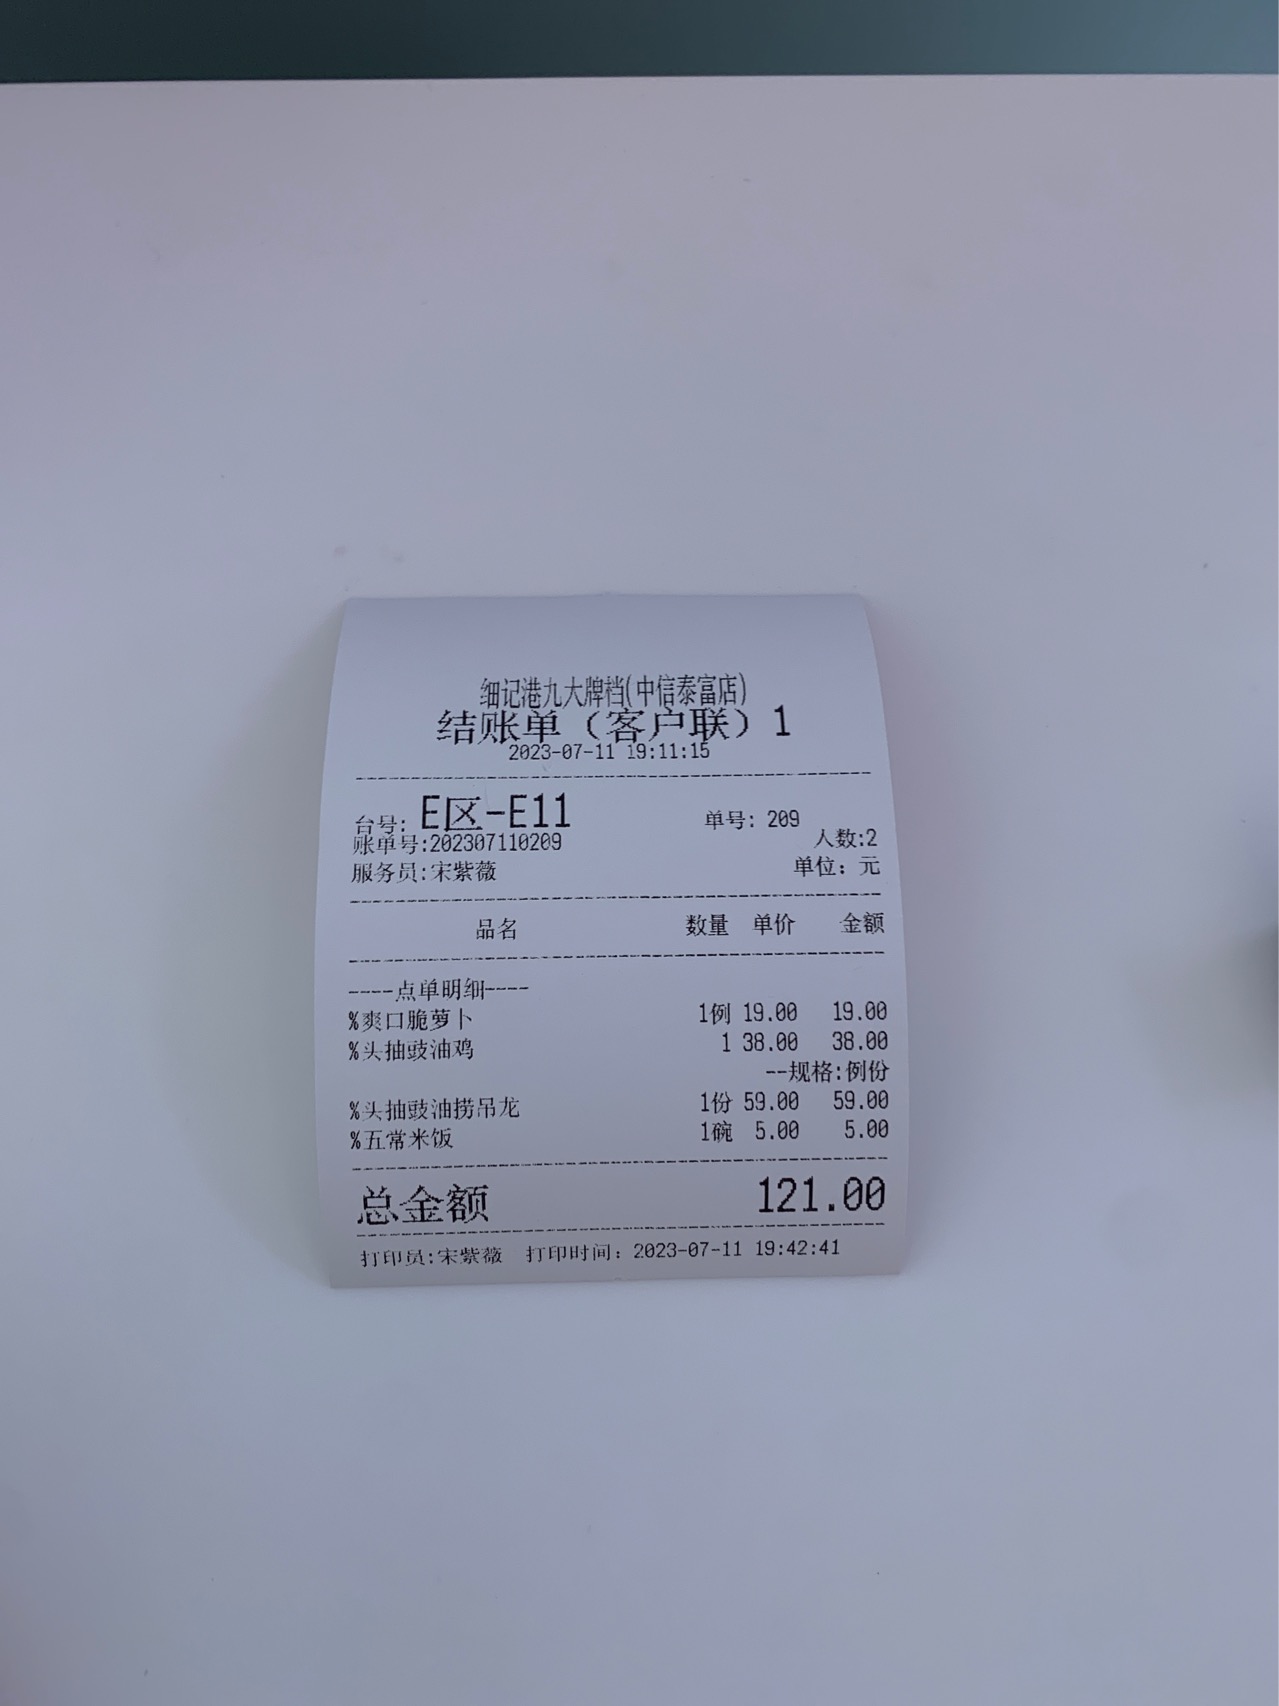 细记港九大牌档(中信泰富店)
结账单（客户联）1
2023-07-11 19:11:15
台号: E区-E11 单号: 209
账单号:202307110209 人数:2
服务员:宋紫薇 单位：元
品名 数量 单价 金额
----点单明细----
%爽口脆萝卜 1例 19.00 19.00
%头抽豉油鸡 1 38.00 38.00
--规格:例份
%头抽豉油捞吊龙 1份 59.00 59.00
%五常米饭 1碗 5.00 5.00
总金额 121.00
打印员:宋紫薇 打印时间：2023-07-11 19:42:41